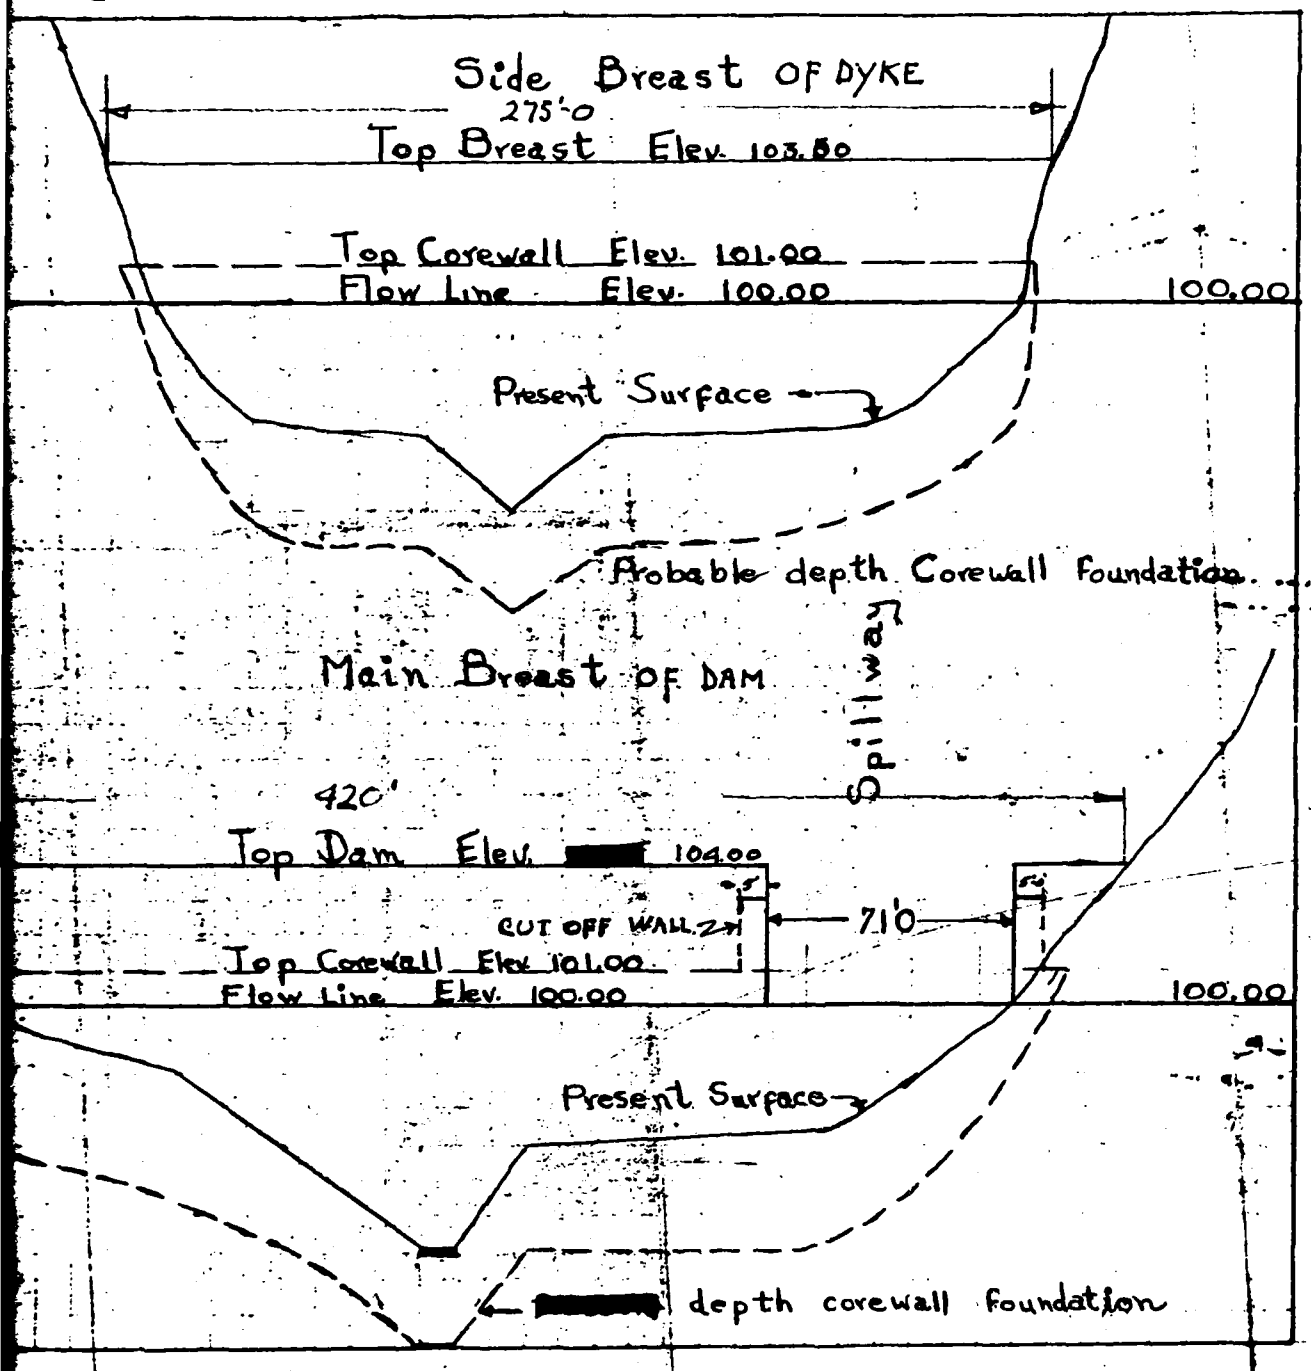 Side Breast OF DYKE
275'-0
Top Breast Elev. 103.50
Top Corewall Elev. 101.00
Flow Line Elev. 100.00
100.00
Present Surface
Probable depth Corewall foundation
Spillway
Main Breast OF DAM
420'
Top Dam Elev. 104.00
5'
5'
CUT OFF WALL
71'0
Top Corewall Elev 101.00
Flow Line Elev. 100.00
100.00
Present Surface
depth corewall foundation